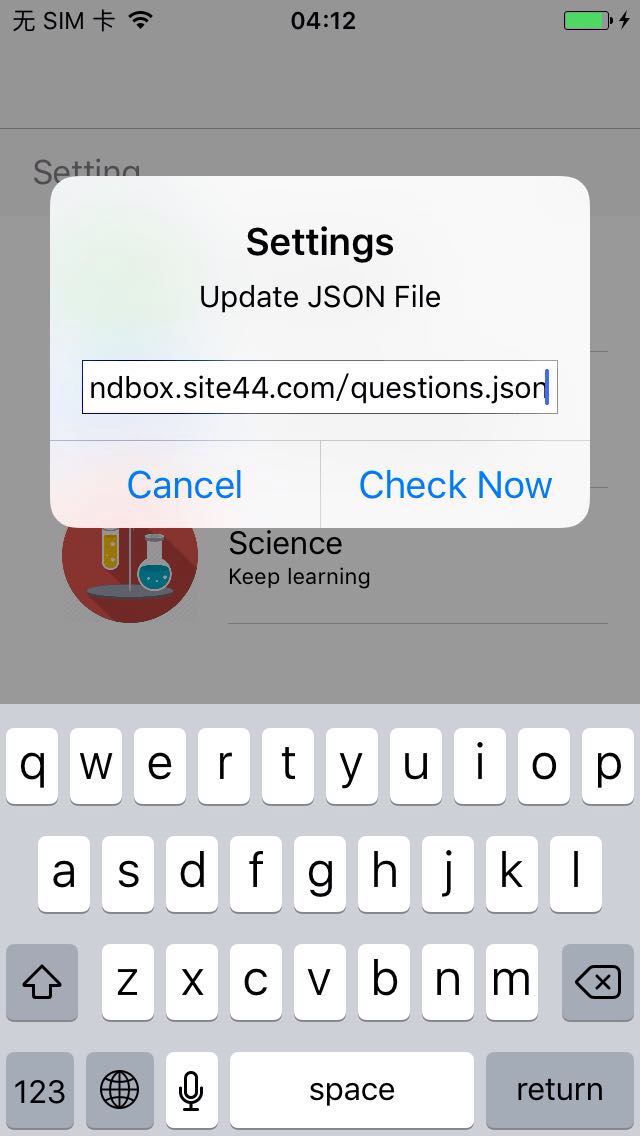 无 SIM 卡 04:12
Setting
Settings
Update JSON File
ndbox.site44.com/questions.json
Cancel Check Now
Science
Keep learning
q w e r t y u i o p
a s d f g h j k l
z x c v b n m
123 space return